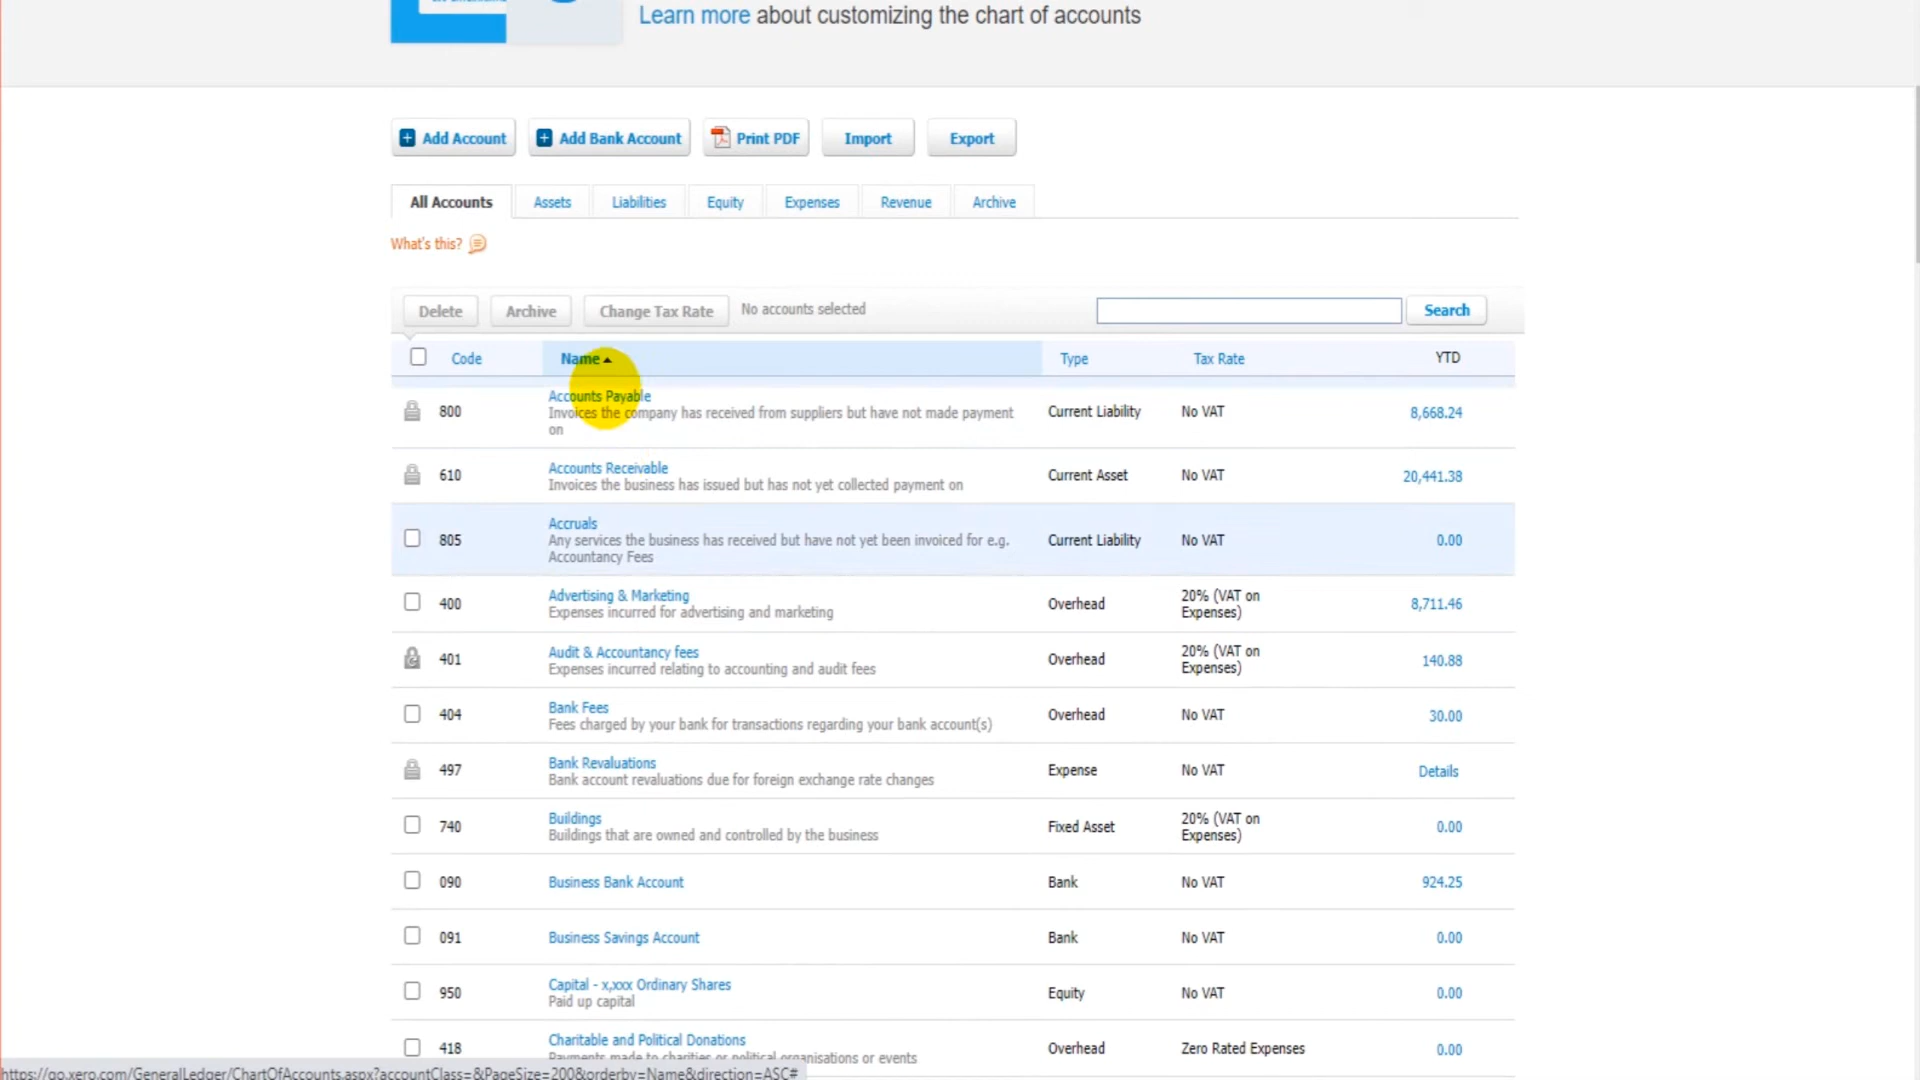 Learn more about customizing the chart of accounts
Add Account Add Bank Account Print PDF Import Export
All Accounts Assets Liabilities Equity Expenses Revenue Archive
What's this?
Delete Archive Change Tax Rate No accounts selected Search
Code Name Type Tax Rate YTD
Accounts Payable
800 Invoices the company has received from suppliers but have not made payment Current Liability No VAT 8,668.24
on
Accounts Receivable
610 Current Asset No VAT 20,441.38
Invoices the business has issued but has not yet collected payment on
Accruals
805 Any services the business has received but have not yet been invoiced for e.g. Current Liability No VAT 0.00
Accountancy Fees
Advertising & Marketing 20% (VAT on
400 Overhead 8,711.46
Expenses incurred for advertising and marketing Expenses)
Audit & Accountancy fees 20% (VAT on
401 Overhead 140.88
Expenses incurred relating to accounting and audit fees Expenses)
Bank Fees
404 Overhead No VAT 30.00
Fees charged by your bank for transactions regarding your bank account(s)
Bank Revaluations
497 Expense No VAT Details
Bank account revaluations due for foreign exchange rate changes
Buildings 20% (VAT on
740 Fixed Asset 0.00
Buildings that are owned and controlled by the business Expenses)
090 Business Bank Account Bank No VAT 924.25
091 Business Savings Account Bank No VAT 0.00
Capital - x,xxx Ordinary Shares
950 Equity No VAT 0.00
Paid up capital
Charitable and Political Donations
418 Overhead Zero Rated Expenses 0.00
Payments made to charities or political organisations or events
https://go.xero.com/GeneralLedger/ChartOfAccounts.aspx?accountClass=&PageSize=200&orderby=Name&direction=ASC#